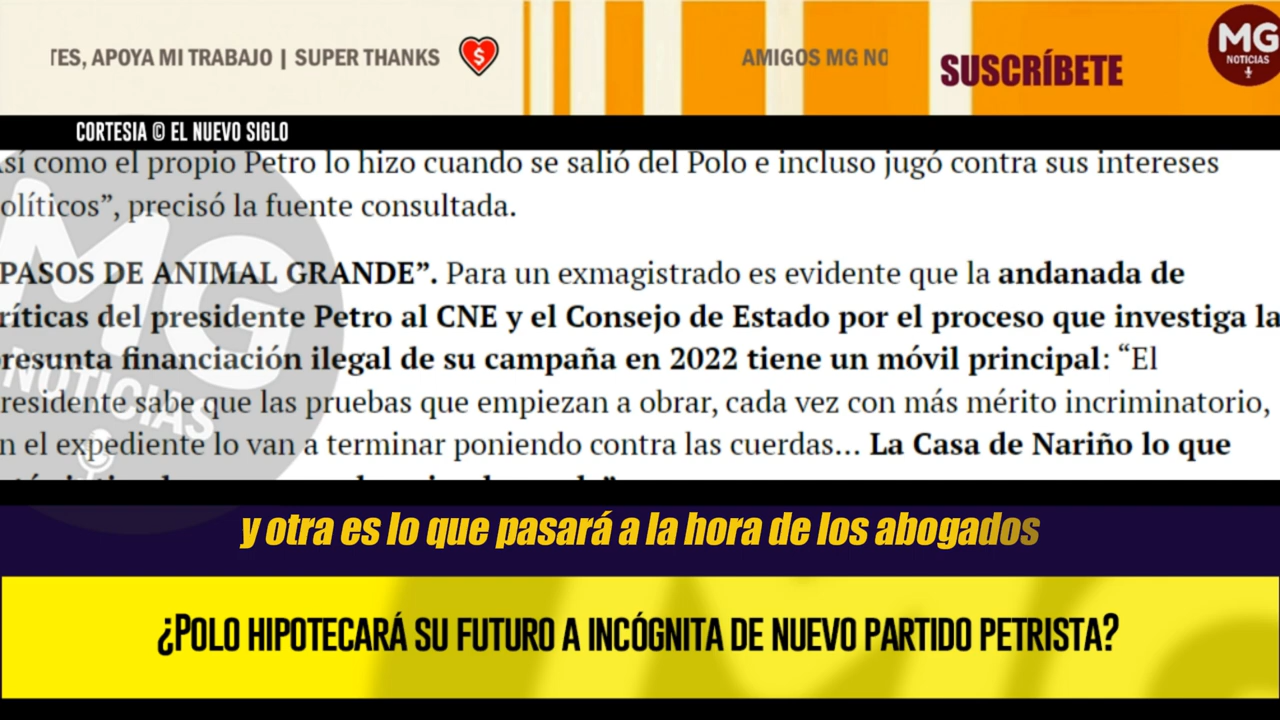 TES, APOYA MI TRABAJO | SUPER THANKS
$
AMIGOS MG NO
SUSCRÍBETE
MG
NOTICIAS
CORTESIA © EL NUEVO SIGLO
Así como el propio Petro lo hizo cuando se salió del Polo e incluso jugó contra sus intereses
olíticos”, precisó la fuente consultada.
PASOS DE ANIMAL GRANDE”. Para un exmagistrado es evidente que la andanada de
ríticas del presidente Petro al CNE y el Consejo de Estado por el proceso que investiga la
presunta financiación ilegal de su campaña en 2022 tiene un móvil principal: “El
residente sabe que las pruebas que empiezan a obrar, cada vez con más mérito incriminatorio,
n el expediente lo van a terminar poniendo contra las cuerdas... La Casa de Nariño lo que
MG
NOTICIAS
y otra es lo que pasará a la hora de los abogados
¿POLO HIPOTECARÁ SU FUTURO A INCÓGNITA DE NUEVO PARTIDO PETRISTA?